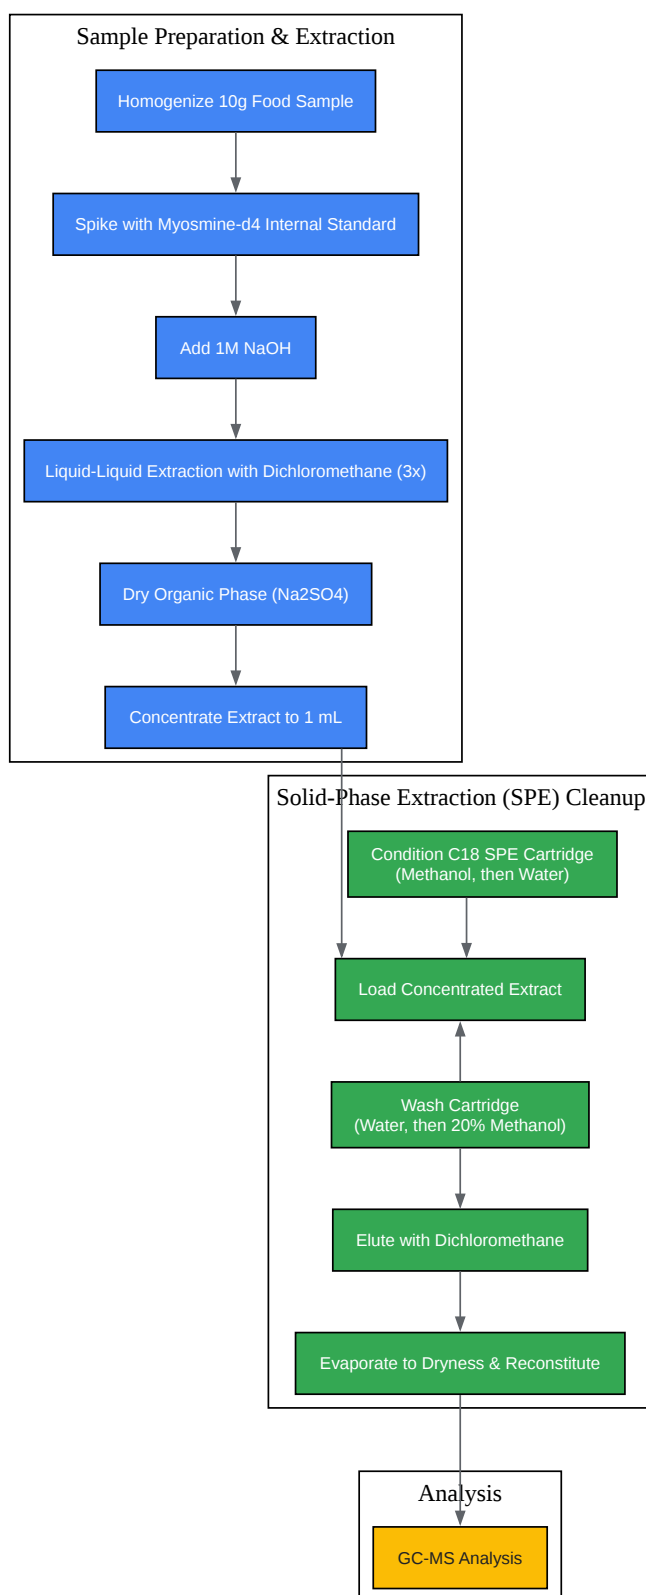 Sample Preparation & Extraction
Homogenize 10g Food Sample
Spike with Myosmine-d4 Internal Standard
Add 1M NaOH
Liquid-Liquid Extraction with Dichloromethane (3x)
Dry Organic Phase (Na2SO4)
Concentrate Extract to 1 mL
Solid-Phase Extraction (SPE) Cleanup
Condition C18 SPE Cartridge
(Methanol, then Water)
Load Concentrated Extract
Wash Cartridge
(Water, then 20% Methanol)
Elute with Dichloromethane
Evaporate to Dryness & Reconstitute
Analysis
GC-MS Analysis